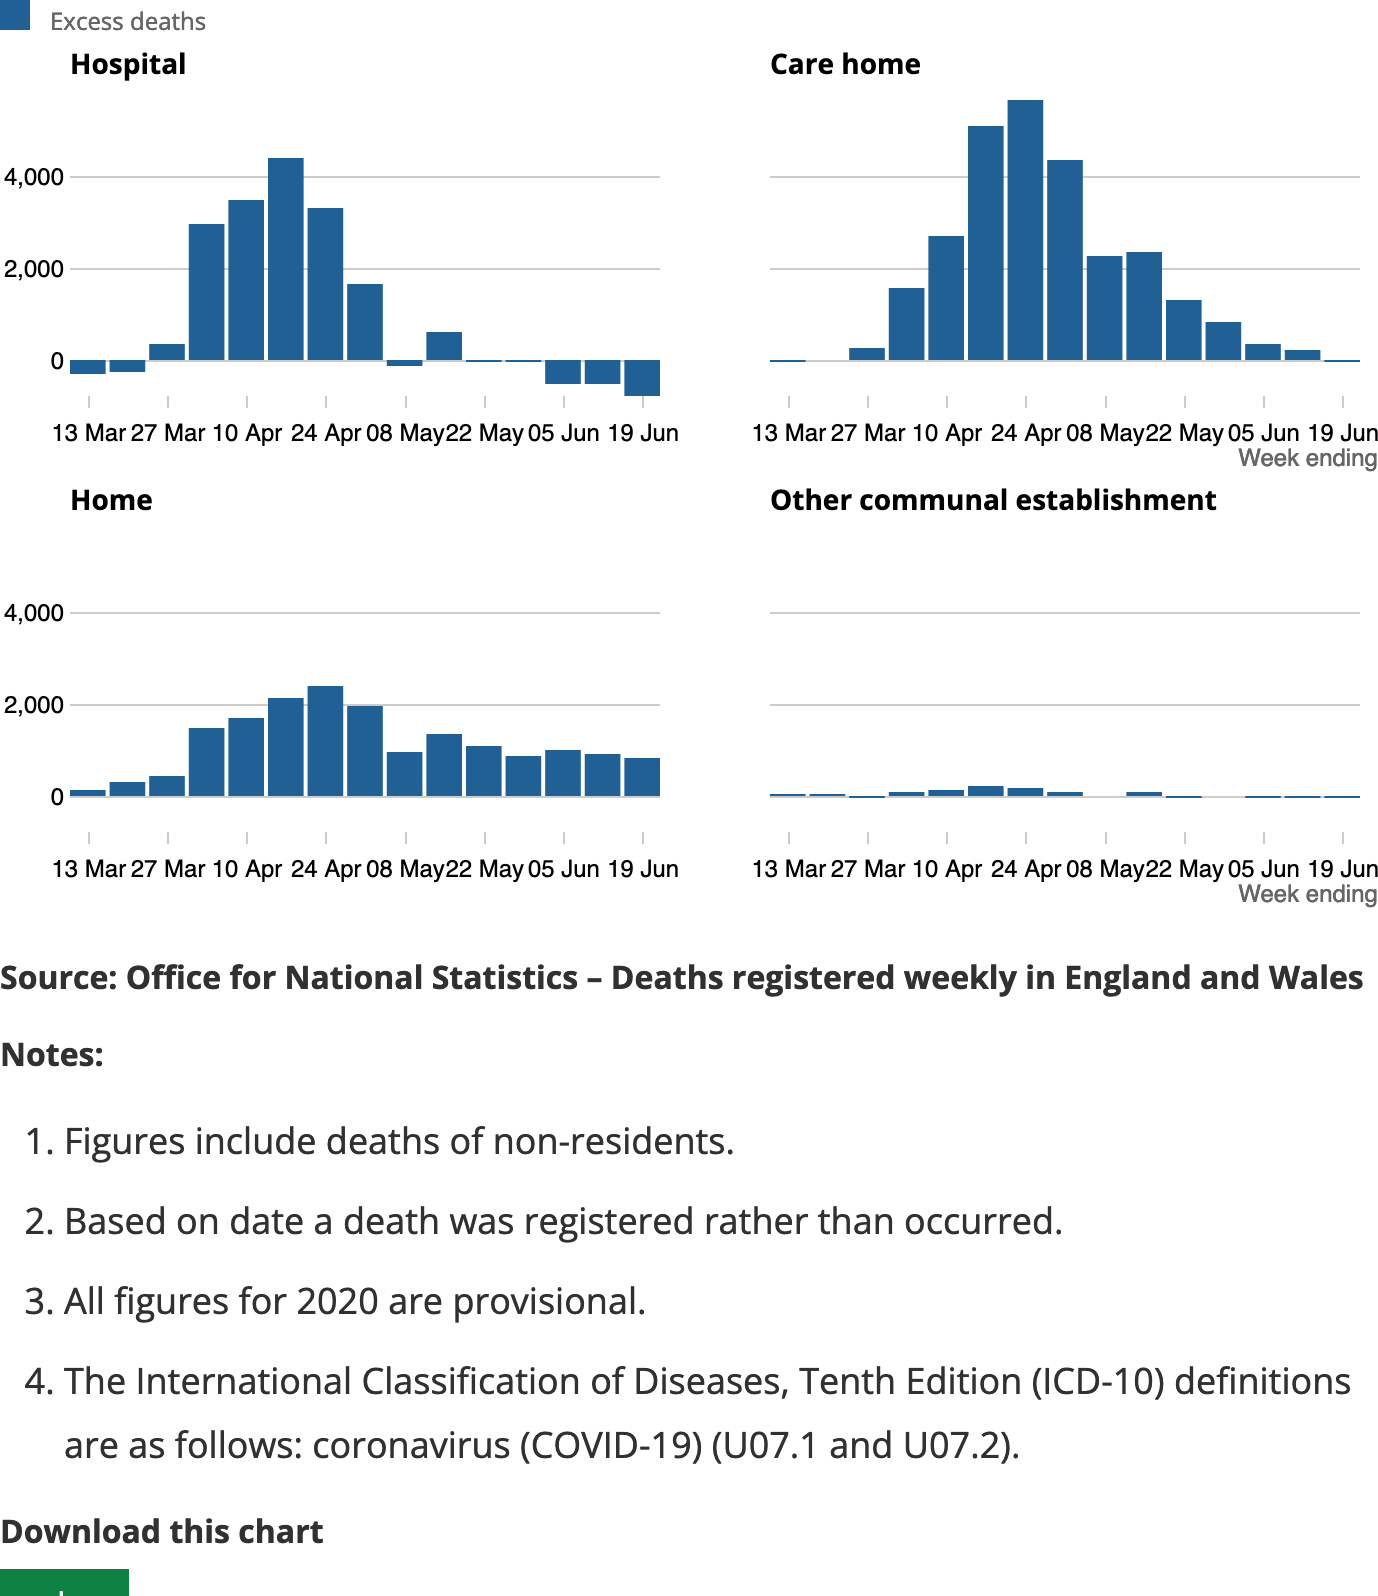 Excess deaths
Hospital
4,000
2,000
0
13 Mar 27 Mar 10 Apr 24 Apr 08 May 22 May 05 Jun 19 Jun
Care home
13 Mar 27 Mar 10 Apr 24 Apr 08 May 22 May 05 Jun 19 Jun
Week ending
Home
4,000
2,000
0
13 Mar 27 Mar 10 Apr 24 Apr 08 May 22 May 05 Jun 19 Jun
Other communal establishment
13 Mar 27 Mar 10 Apr 24 Apr 08 May 22 May 05 Jun 19 Jun
Week ending
Source: Office for National Statistics – Deaths registered weekly in England and Wales
Notes:
1. Figures include deaths of non-residents.
2. Based on date a death was registered rather than occurred.
3. All figures for 2020 are provisional.
4. The International Classification of Diseases, Tenth Edition (ICD-10) definitions
are as follows: coronavirus (COVID-19) (U07.1 and U07.2).
Download this chart